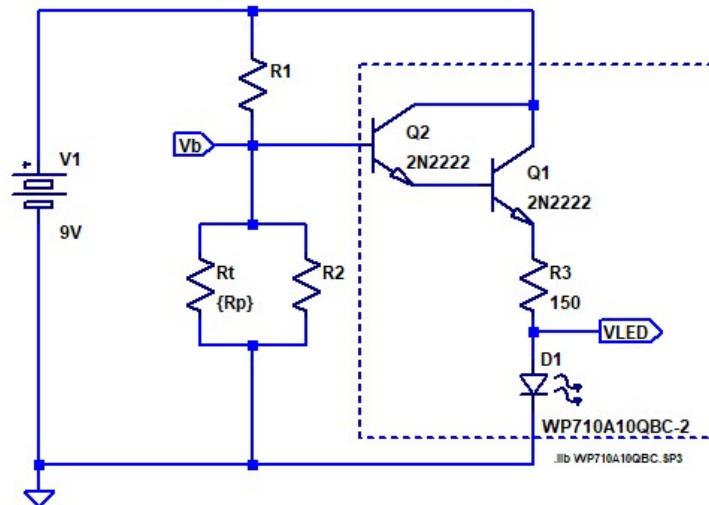 R1
Vb
V1
9V
Q2
2N2222
Q1
2N2222
Rt
{Rp}
R2
R3
150
VLED
D1
WP710A10QBC-2
.lib WP710A10QBC.SP3